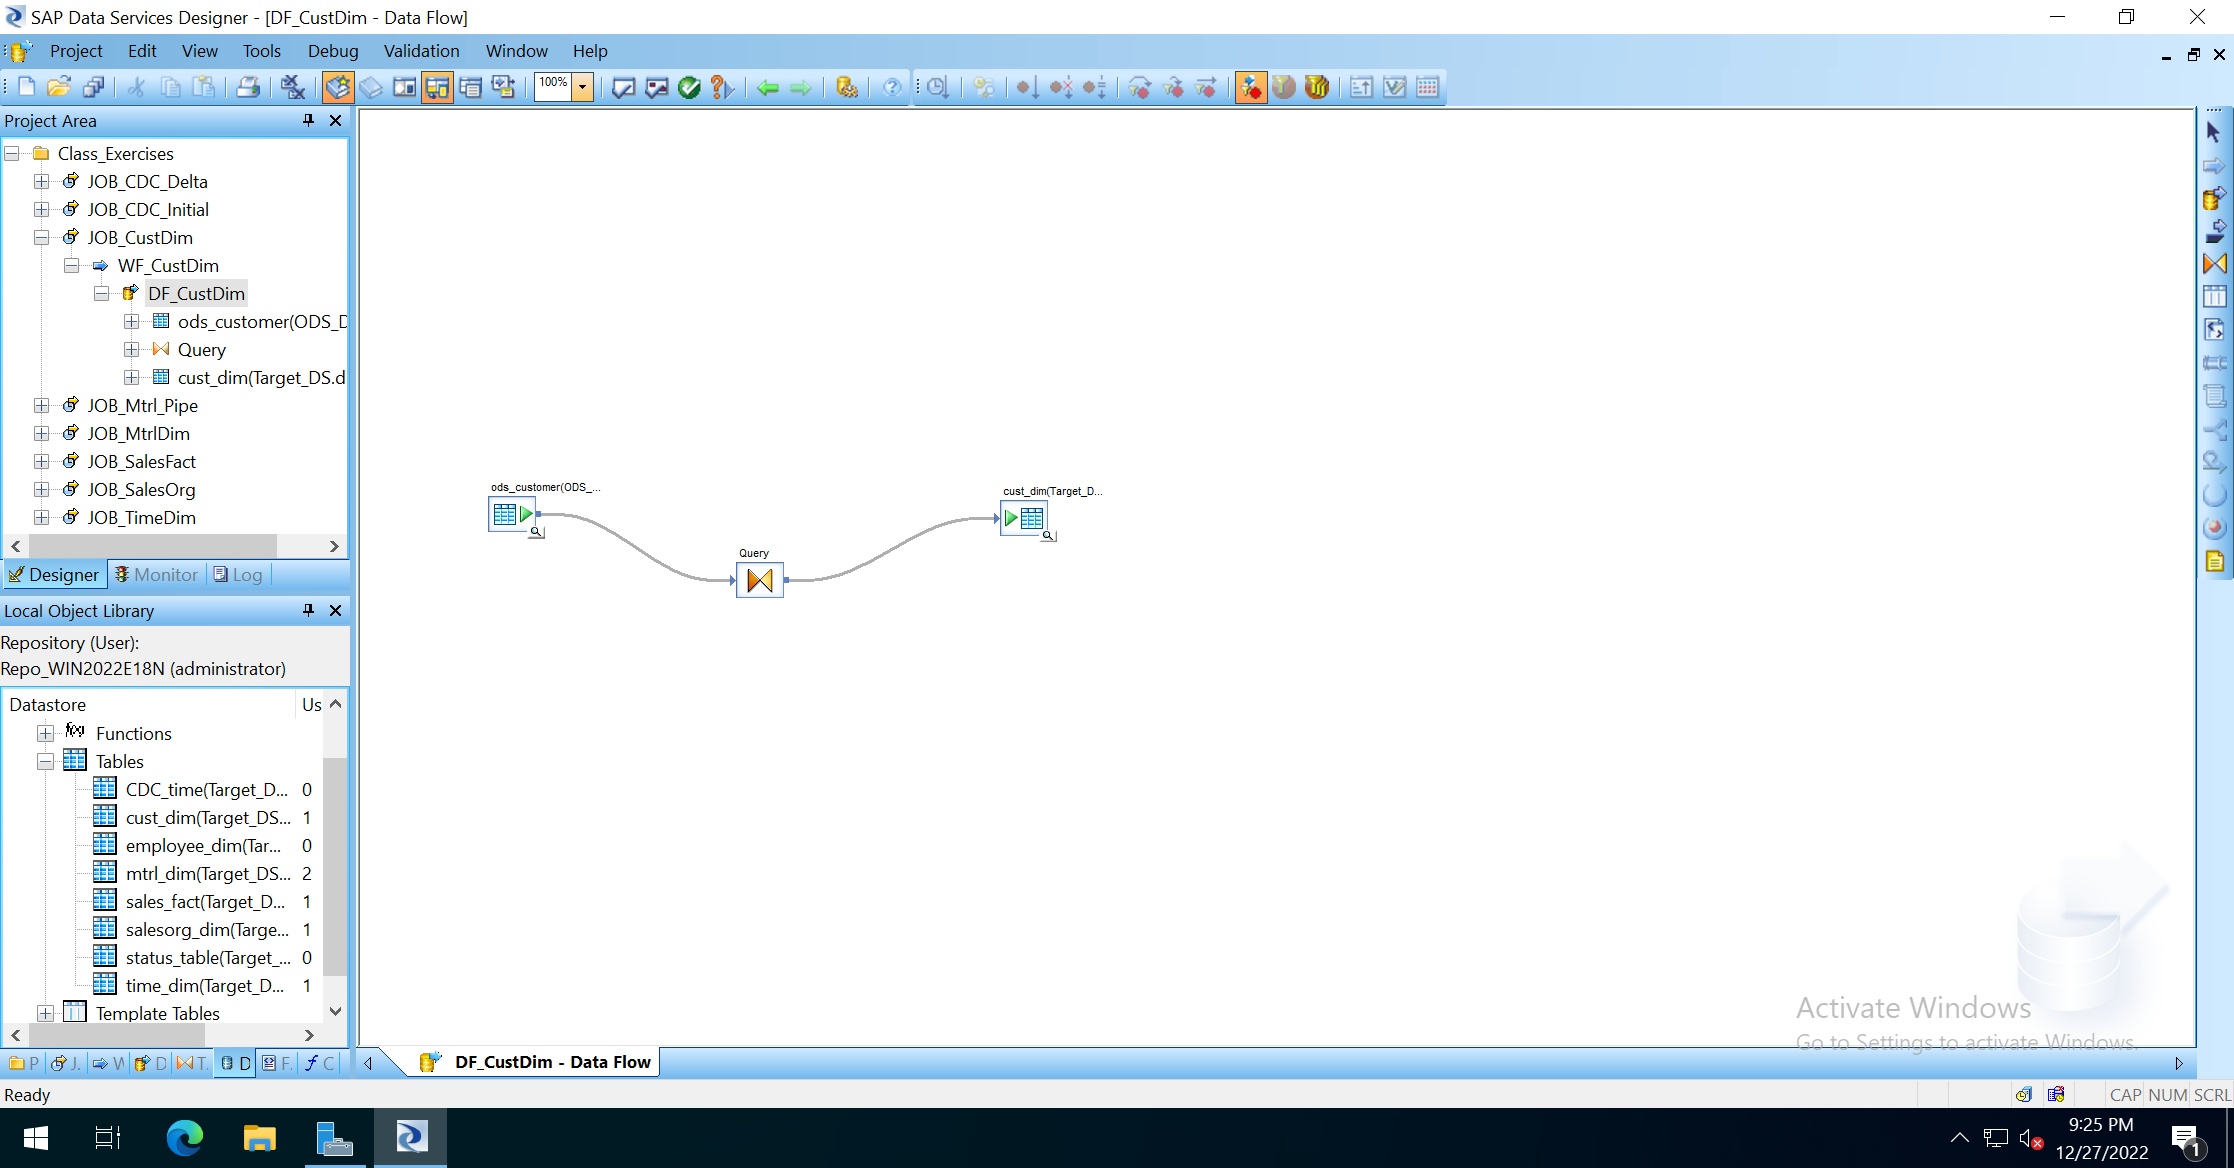 SAP Data Services Designer - [DF_CustDim - Data Flow]
Project Edit View Tools Debug Validation Window Help
100%
Project Area
Class_Exercises
JOB_CDC_Delta
JOB_CDC_Initial
JOB_CustDim
WF_CustDim
DF_CustDim
ods_customer(ODS_D
Query
cust_dim(Target_DS.d
JOB_Mtrl_Pipe
JOB_MtrlDim
JOB_SalesFact
JOB_SalesOrg
JOB_TimeDim
Designer Monitor Log
Local Object Library
Repository (User):
Repo_WIN2022E18N (administrator)
Datastore Us
f(x) Functions
Tables
CDC_time(Target_D... 0
cust_dim(Target_DS... 1
employee_dim(Tar... 0
mtrl_dim(Target_DS... 2
sales_fact(Target_D... 1
salesorg_dim(Targe... 1
status_table(Target_... 0
time_dim(Target_D... 1
Template Tables
P J. W D T. D F. C
ods_customer(ODS_...
Query
cust_dim(Target_D...
Activate Windows
Go to Settings to activate Windows.
DF_CustDim - Data Flow
Ready
CAP NUM SCRL
9:25 PM
12/27/2022
1